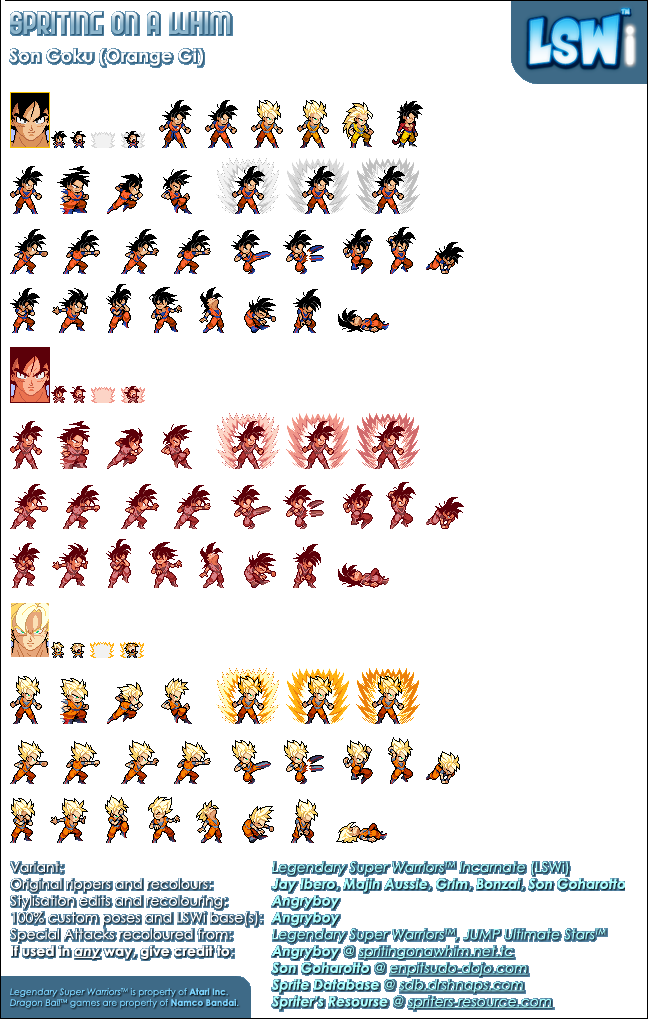 SPRITING ON A WHIM
Son Goku (Orange Gi)
LSWi™
Variant: Legendary Super Warriors™ Incarnate (LSWi)
Original rippers and recolours: Jay Ibero, Majin Aussie, Grim, Bonzai, Son Goharotto
Stylisation edits and recolouring: Angryboy
100% custom poses and LSWi base(s): Angryboy
Special Attacks recoloured from: Legendary Super Warriors™, JUMP Ultimate Stars™
If used in any way, give credit to: Angryboy @ spritingonawhim.net.tc
Son Goharotto @ enpitsudo-dojo.com
Sprite Database @ sdb.drshnaps.com
Spriter's Resourse @ spriters-resource.com
Legendary Super Warriors™ is property of Atari Inc.
Dragon Ball™ games are property of Namco Bandai.